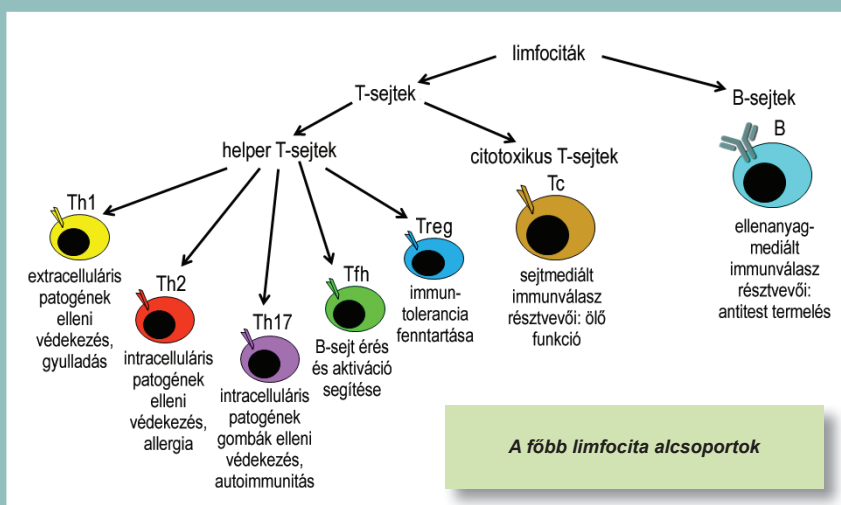 limfociták
T-sejtek
B-sejtek
B
helper T-sejtek
citotoxikus T-sejtek
Tc
Th1
extracelluláris
patogének
elleni
védekezés,
gyulladás
Th2
intracelluláris
patogének
elleni
védekezés,
allergia
Th17
intracelluláris
patogének
gombák elleni
védekezés,
autoimmunitás
Tfh
B-sejt érés
és aktiváció
segítése
Treg
immun-
tolerancia
fenntartása
sejtmediált
immunválasz
résztvevői: ölő
funkció
ellenanyag-
mediált
immunválasz
résztvevői:
antitest termelés
A főbb limfocita alcsoportok